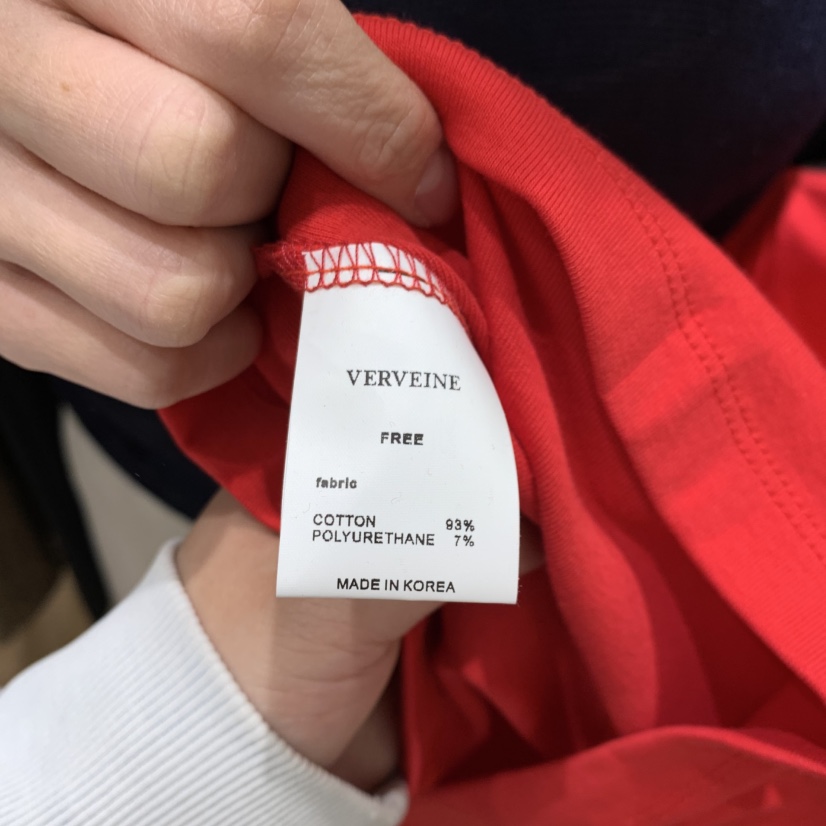 VERVEINE
FREE
fabric
COTTON 93%
POLYURETHANE 7%
MADE IN KOREA